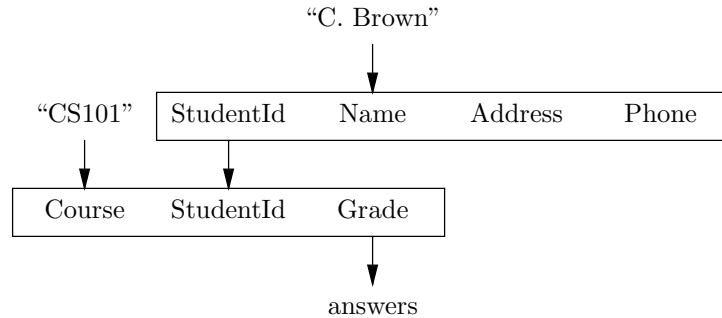 “C. Brown”
“CS101” StudentId Name Address Phone
Course StudentId Grade
answers